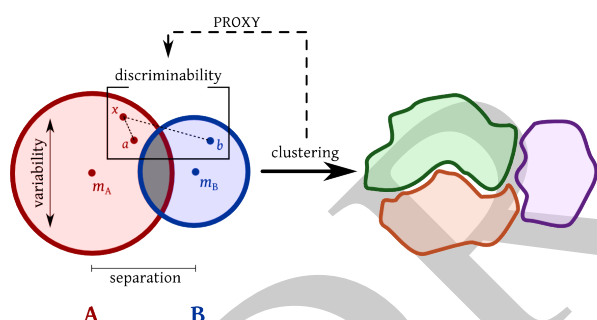 PROXY
discriminability
x
a
b
variability
m_A
m_B
clustering
separation
A
B